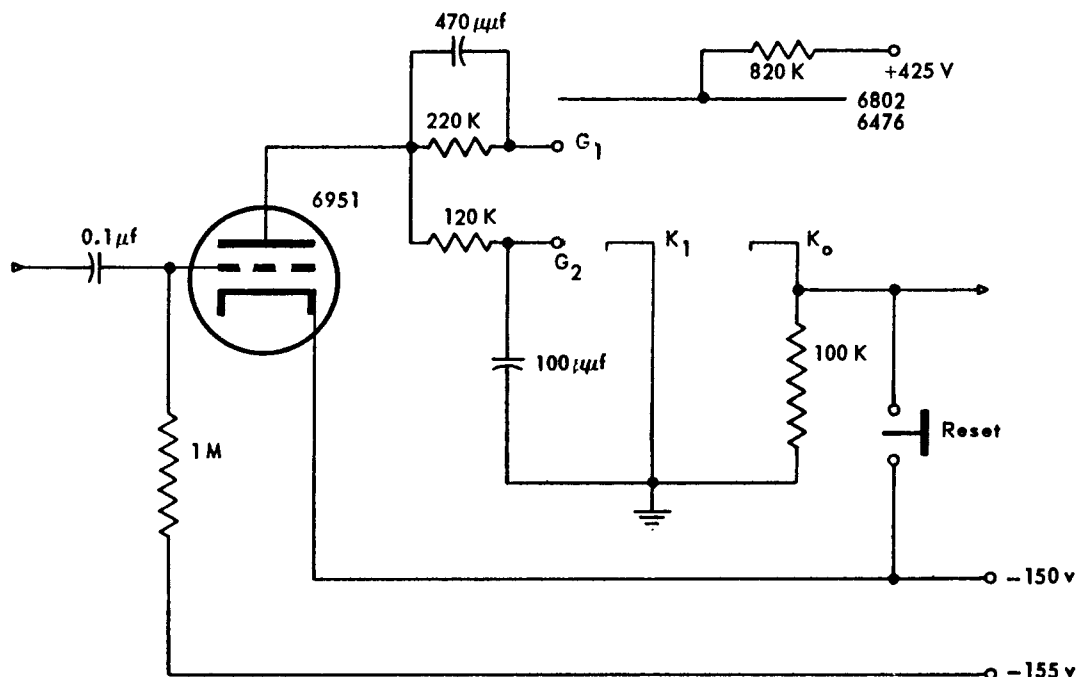 470 μμf
820 K
+425 V
6802
6476
220 K
G1
6951
120 K
0.1 μf
G2
K1
Ko
100 μμf
100 K
1 M
Reset
-150 v
-155 v